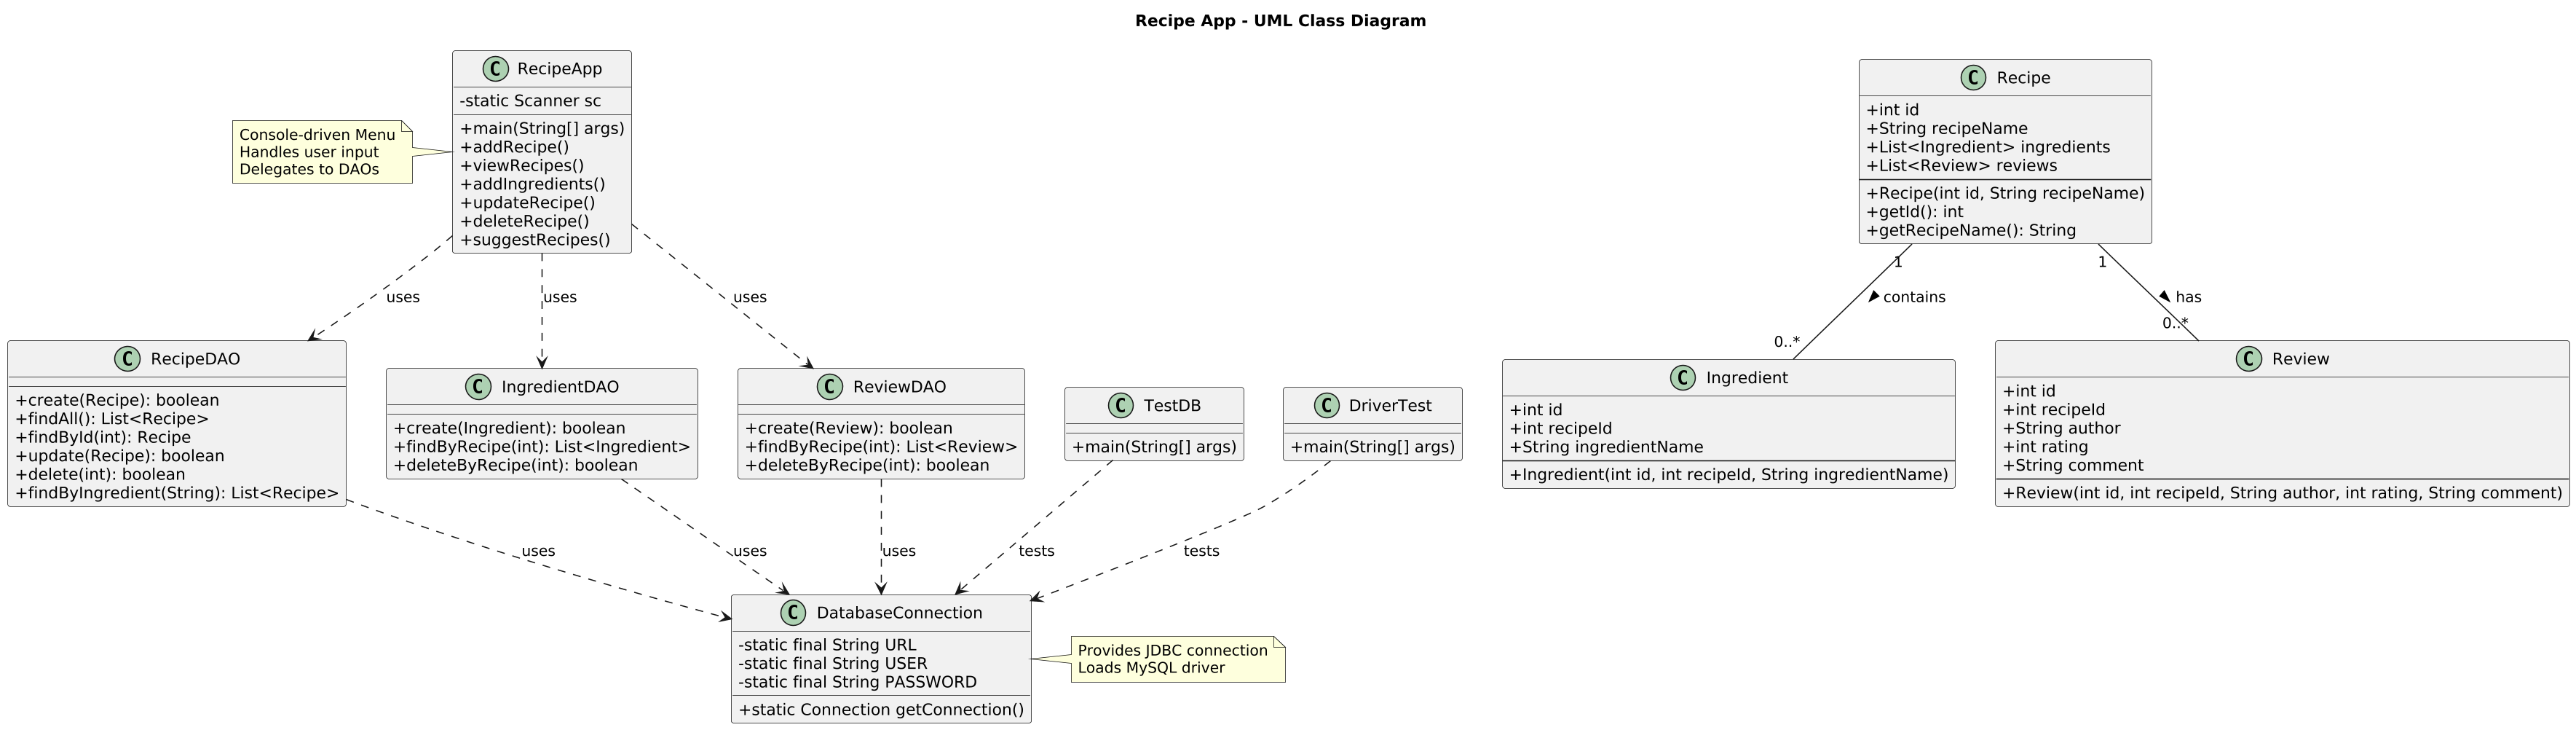 Recipe App - UML Class Diagram
C RecipeApp
-static Scanner sc
+main(String[] args)
+addRecipe()
+viewRecipes()
+addIngredients()
+updateRecipe()
+deleteRecipe()
+suggestRecipes()
Console-driven Menu
Handles user input
Delegates to DAOs
C Recipe
+int id
+String recipeName
+List<Ingredient> ingredients
+List<Review> reviews
+Recipe(int id, String recipeName)
+getId(): int
+getRecipeName(): String
uses
uses
uses
1
contains
0..*
1
has
0..*
C RecipeDAO
+create(Recipe): boolean
+findAll(): List<Recipe>
+findById(int): Recipe
+update(Recipe): boolean
+delete(int): boolean
+findByIngredient(String): List<Recipe>
C IngredientDAO
+create(Ingredient): boolean
+findByRecipe(int): List<Ingredient>
+deleteByRecipe(int): boolean
C ReviewDAO
+create(Review): boolean
+findByRecipe(int): List<Review>
+deleteByRecipe(int): boolean
C TestDB
+main(String[] args)
C DriverTest
+main(String[] args)
C Ingredient
+int id
+int recipeId
+String ingredientName
+Ingredient(int id, int recipeId, String ingredientName)
C Review
+int id
+int recipeId
+String author
+int rating
+String comment
+Review(int id, int recipeId, String author, int rating, String comment)
uses
uses
uses
tests
tests
C DatabaseConnection
-static final String URL
-static final String USER
-static final String PASSWORD
+static Connection getConnection()
Provides JDBC connection
Loads MySQL driver